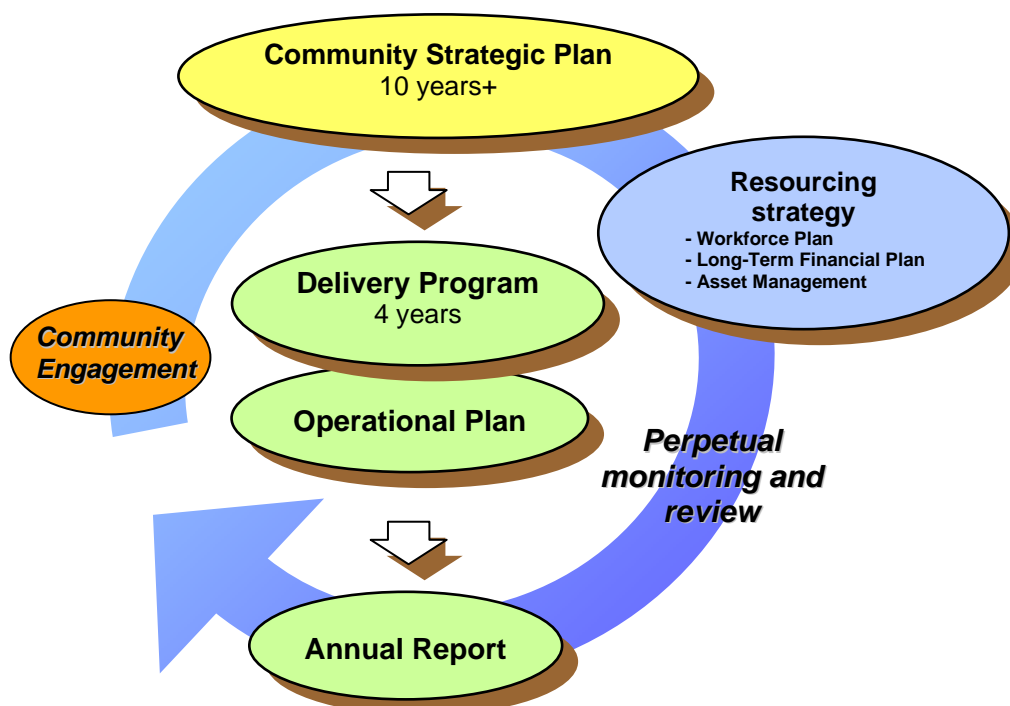 Community Strategic Plan
10 years+
Resourcing
strategy
- Workforce Plan
- Long-Term Financial Plan
- Asset Management
Delivery Program
4 years
Community
Engagement
Operational Plan
Perpetual
monitoring and
review
Annual Report